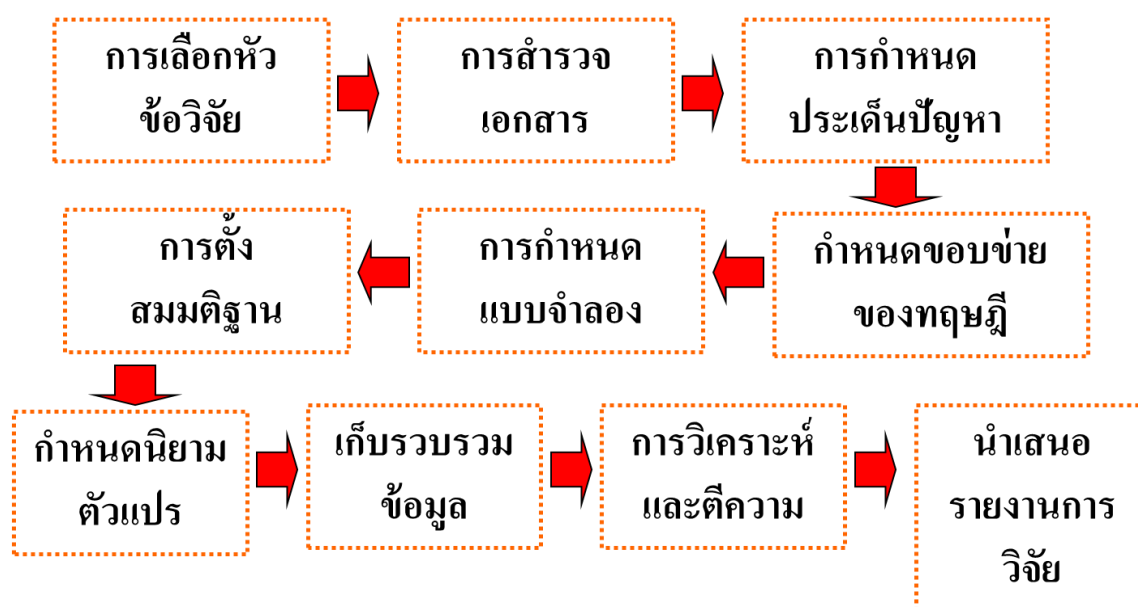 การเลือกหัว
ข้อวิจัย
การสำรวจ
เอกสาร
การกำหนด
ประเด็นปัญหา
กำหนดขอบข่าย
ของทฤษฎี
การกำหนด
แบบจำลอง
การตั้ง
สมมติฐาน
กำหนดนิยาม
ตัวแปร
เก็บรวบรวม
ข้อมูล
การวิเคราะห์
และตีความ
นำเสนอ
รายงานการ
วิจัย